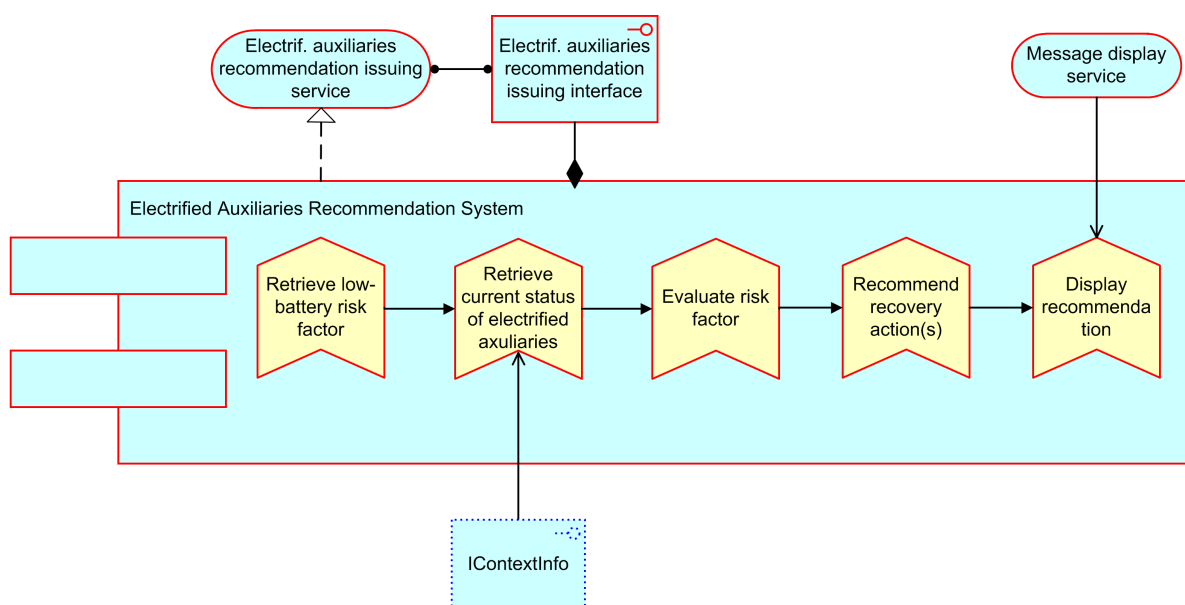 Electrif. auxiliaries
recommendation issuing
service
Electrif. auxiliaries
recommendation
issuing interface
Message display
service
Electrified Auxiliaries Recommendation System
Retrieve low-
battery risk
factor
Retrieve
current status
of electrified
axuliaries
Evaluate risk
factor
Recommend
recovery
action(s)
Display
recommenda
tion
IContextInfo